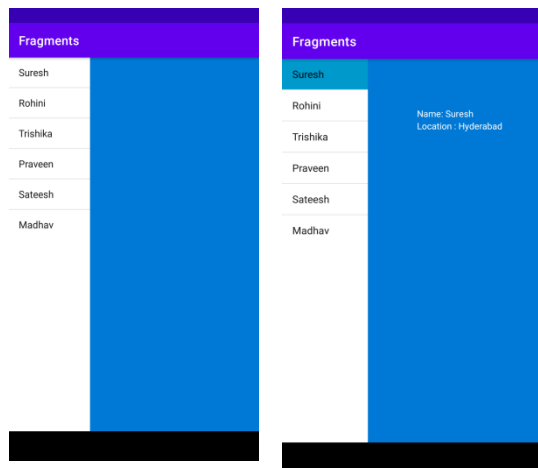 Fragments
Suresh
Rohini
Trishika
Praveen
Sateesh
Madhav
Fragments
Suresh
Rohini
Trishika
Praveen
Sateesh
Madhav
Name: Suresh
Location : Hyderabad